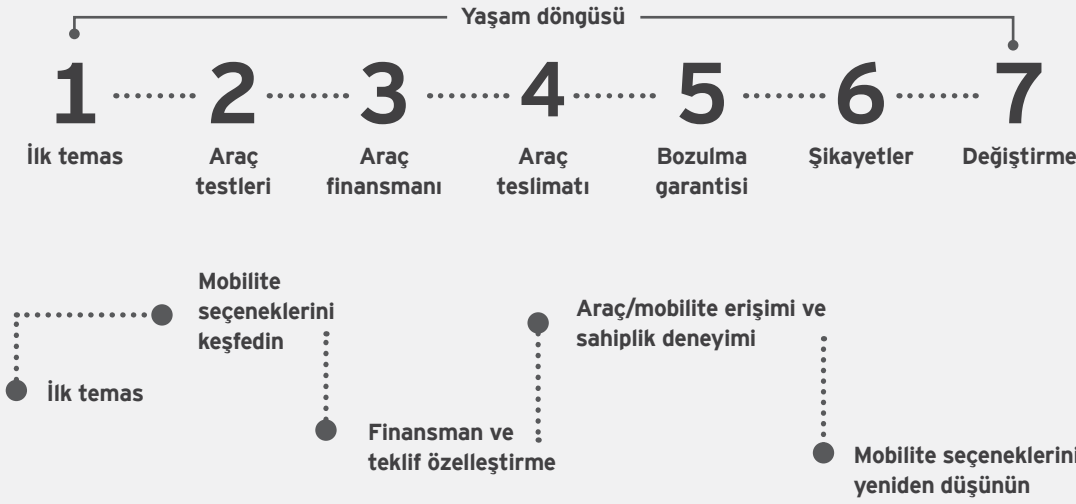 Yaşam döngüsü
1 2 3 4 5 6 7
İlk temas
Araç
testleri
Araç
finansmanı
Araç
teslimatı
Bozulma
garantisi
Şikayetler
Değiştirme
Mobilite
seçeneklerini
keşfedin
Araç/mobilite erişimi ve
sahiplik deneyimi
İlk temas
Finansman ve
teklif özelleştirme
Mobilite seçeneklerini
yeniden düşünün